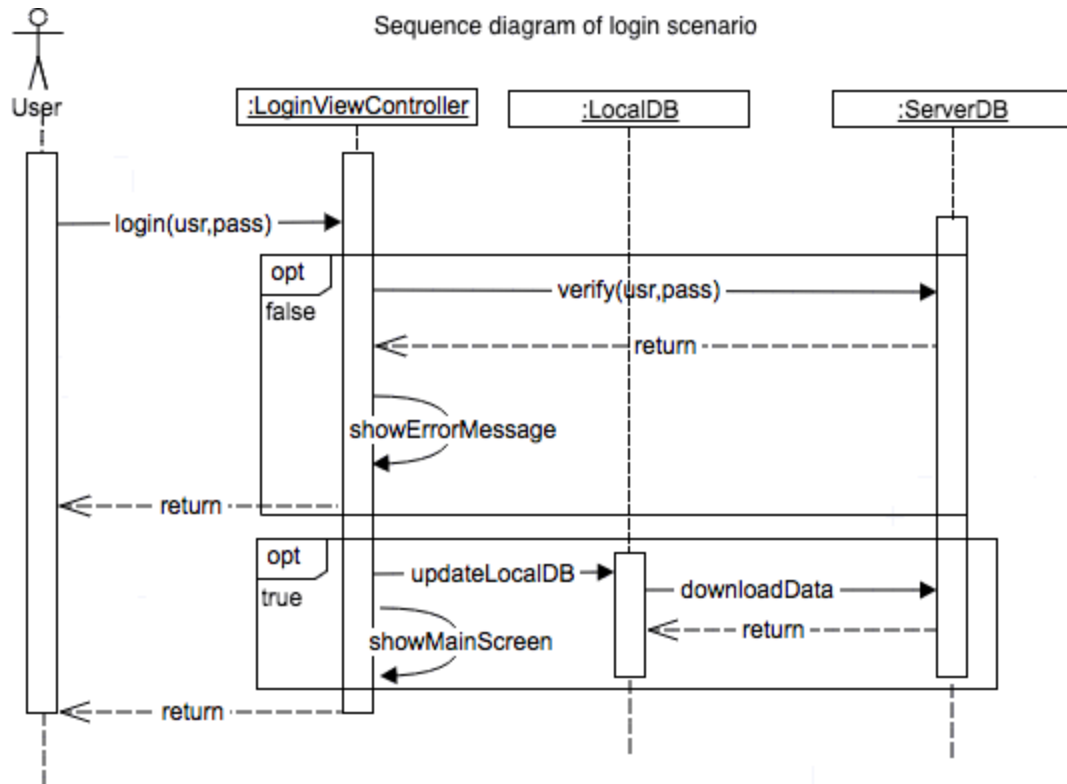 Sequence diagram of login scenario
User
:LoginViewController
:LocalDB
:ServerDB
login(usr,pass)
opt
false
verify(usr,pass)
return
showErrorMessage
return
opt
true
updateLocalDB
downloadData
return
showMainScreen
return